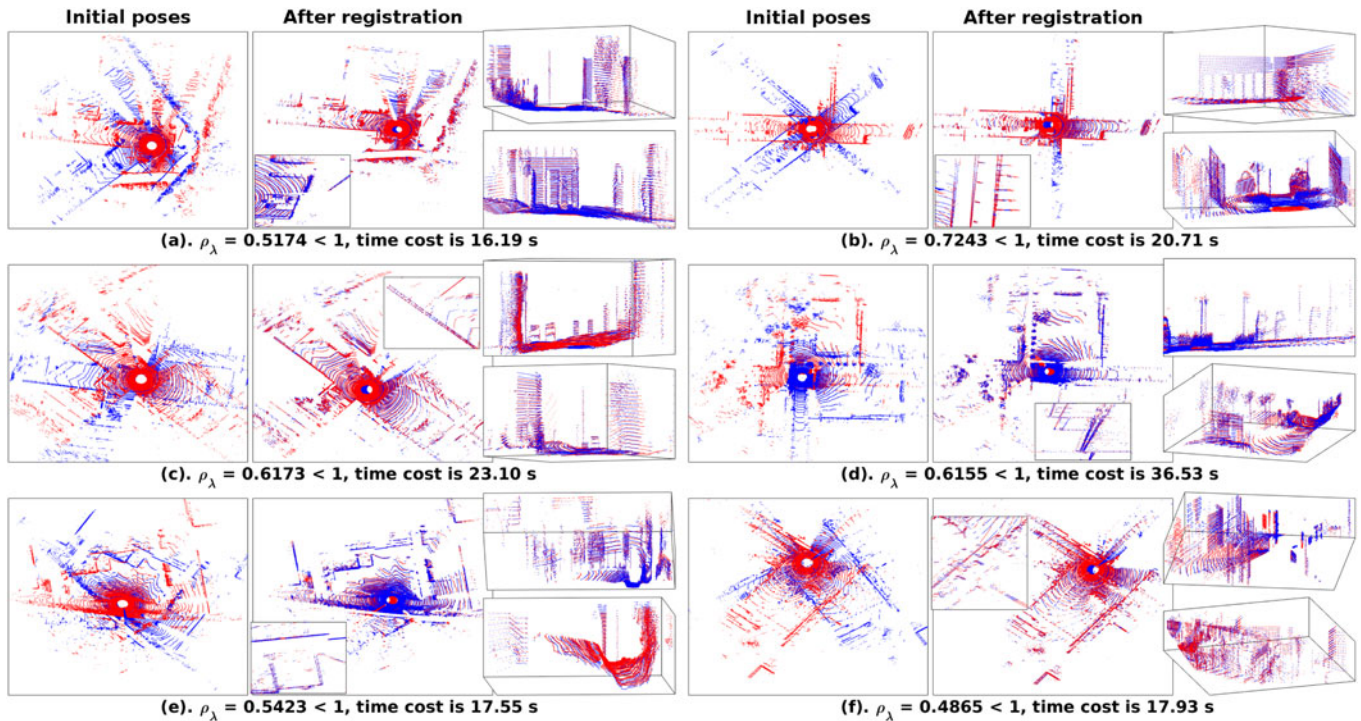 Initial poses After registration Initial poses After registration
(a). ρλ = 0.5174 < 1, time cost is 16.19 s
(b). ρλ = 0.7243 < 1, time cost is 20.71 s
(c). ρλ = 0.6173 < 1, time cost is 23.10 s
(d). ρλ = 0.6155 < 1, time cost is 36.53 s
(e). ρλ = 0.5423 < 1, time cost is 17.55 s
(f). ρλ = 0.4865 < 1, time cost is 17.93 s